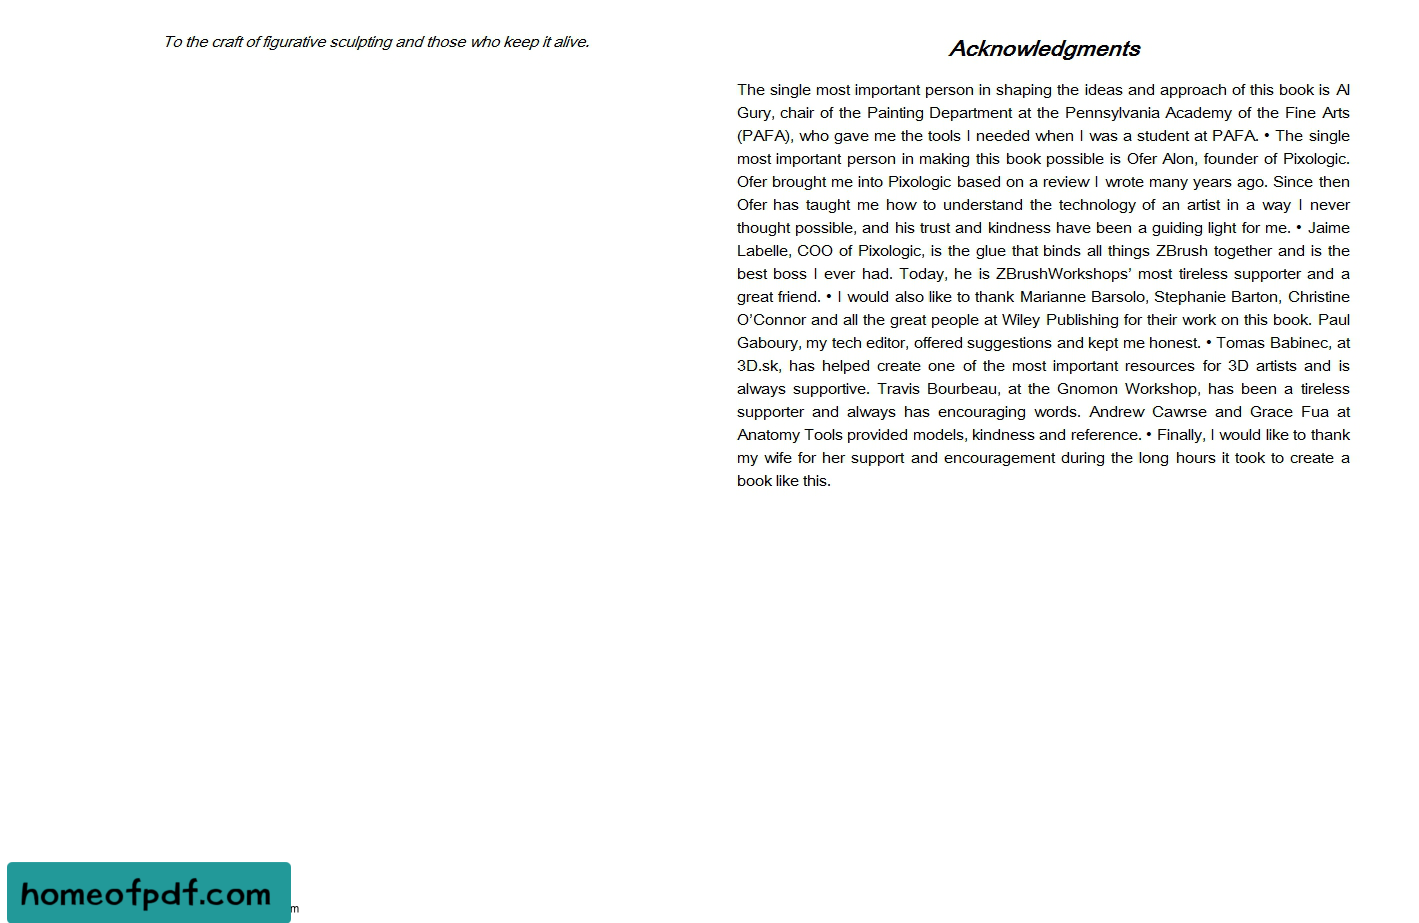 To the craft of figurative sculpting and those who keep it alive.
Acknowledgments
The single most important person in shaping the ideas and approach of this book is Al
Gury, chair of the Painting Department at the Pennsylvania Academy of the Fine Arts
(PAFA), who gave me the tools I needed when I was a student at PAFA. • The single
most important person in making this book possible is Ofer Alon, founder of Pixologic.
Ofer brought me into Pixologic based on a review I wrote many years ago. Since then
Ofer has taught me how to understand the technology of an artist in a way I never
thought possible, and his trust and kindness have been a guiding light for me. • Jaime
Labelle, COO of Pixologic, is the glue that binds all things ZBrush together and is the
best boss I ever had. Today, he is ZBrushWorkshops’ most tireless supporter and a
great friend. • I would also like to thank Marianne Barsolo, Stephanie Barton, Christine
O’Connor and all the great people at Wiley Publishing for their work on this book. Paul
Gaboury, my tech editor, offered suggestions and kept me honest. • Tomas Babinec, at
3D.sk, has helped create one of the most important resources for 3D artists and is
always supportive. Travis Bourbeau, at the Gnomon Workshop, has been a tireless
supporter and always has encouraging words. Andrew Cawrse and Grace Fua at
Anatomy Tools provided models, kindness and reference. • Finally, I would like to thank
my wife for her support and encouragement during the long hours it took to create a
book like this.
homeofpdf.com
m